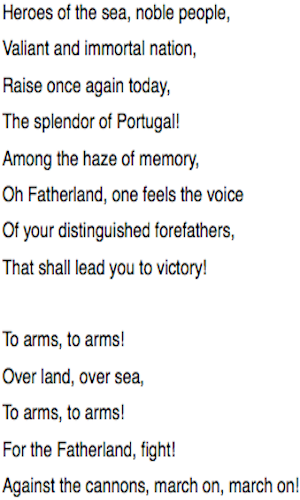 Heroes of the sea, noble people,
Valiant and immortal nation,
Raise once again today,
The splendor of Portugal!
Among the haze of memory,
Oh Fatherland, one feels the voice
Of your distinguished forefathers,
That shall lead you to victory!

To arms, to arms!
Over land, over sea,
To arms, to arms!
For the Fatherland, fight!
Against the cannons, march on, march on!